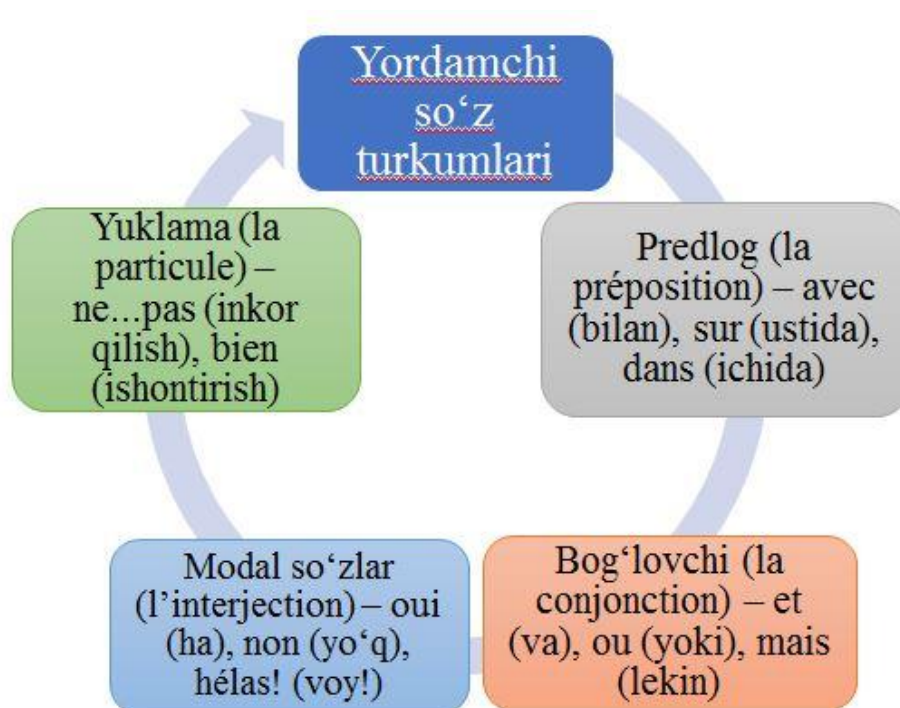 Yordamchi
so‘z
turkumlari
Predlog (la
préposition) – avec
(bilan), sur (ustida),
dans (ichida)
Bog‘lovchi (la
conjonction) – et
(va), ou (yoki), mais
(lekin)
Modal so‘zlar
(l’interjection) – oui
(ha), non (yo‘q),
hélas! (voy!)
Yuklama (la
particule) –
ne…pas (inkor
qilish), bien
(ishontirish)